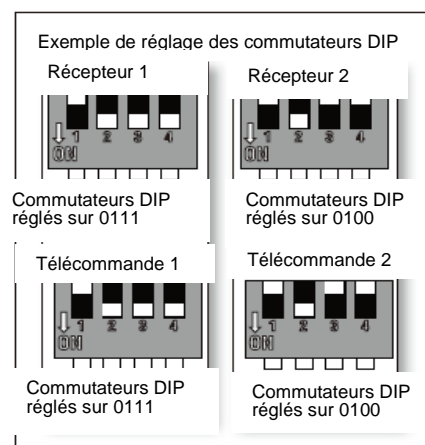 Exemple de réglage des commutateurs DIP
Récepteur 1
1 2 3 4
ON
Commutateurs DIP
réglés sur 0111
Récepteur 2
1 2 3 4
ON
Commutateurs DIP
réglés sur 0100
Télécommande 1
1 2 3 4
ON
Commutateurs DIP
réglés sur 0111
Télécommande 2
1 2 3 4
ON
Commutateurs DIP
réglés sur 0100